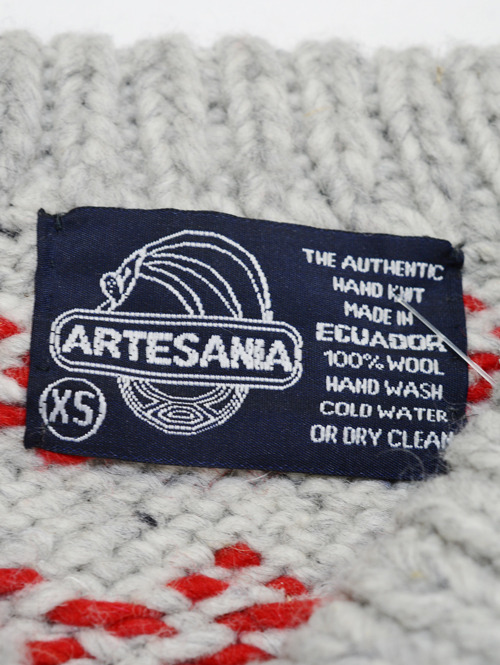 ARTESANIA
XS
THE AUTHENTIC
HAND KNIT
MADE IN
ECUADOR
100% WOOL
HAND WASH
COLD WATER
OR DRY CLEAN